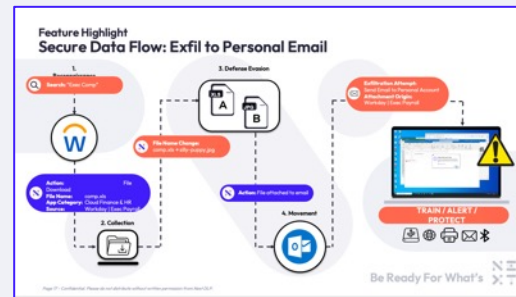 Feature Highlight
Secure Data Flow: Exfil to Personal Email
1.
Reconnaissance
Search: "Exec Comp"
Action: File
Download
File Name: comp.xls
App Category: Cloud Finance & HR
Source: Workday | Exec Payroll
2. Collection
File Name Change:
comp.xls → silly-puppy.jpg
3. Defense Evasion
XLS
A
JPG
B
Action: File attached to email
4. Movement
Exfiltration Attempt:
Send Email to Personal Account
Attachment Origin:
Workday | Exec Payroll
TRAIN / ALERT /
PROTECT
Be Ready For What's
NEXT